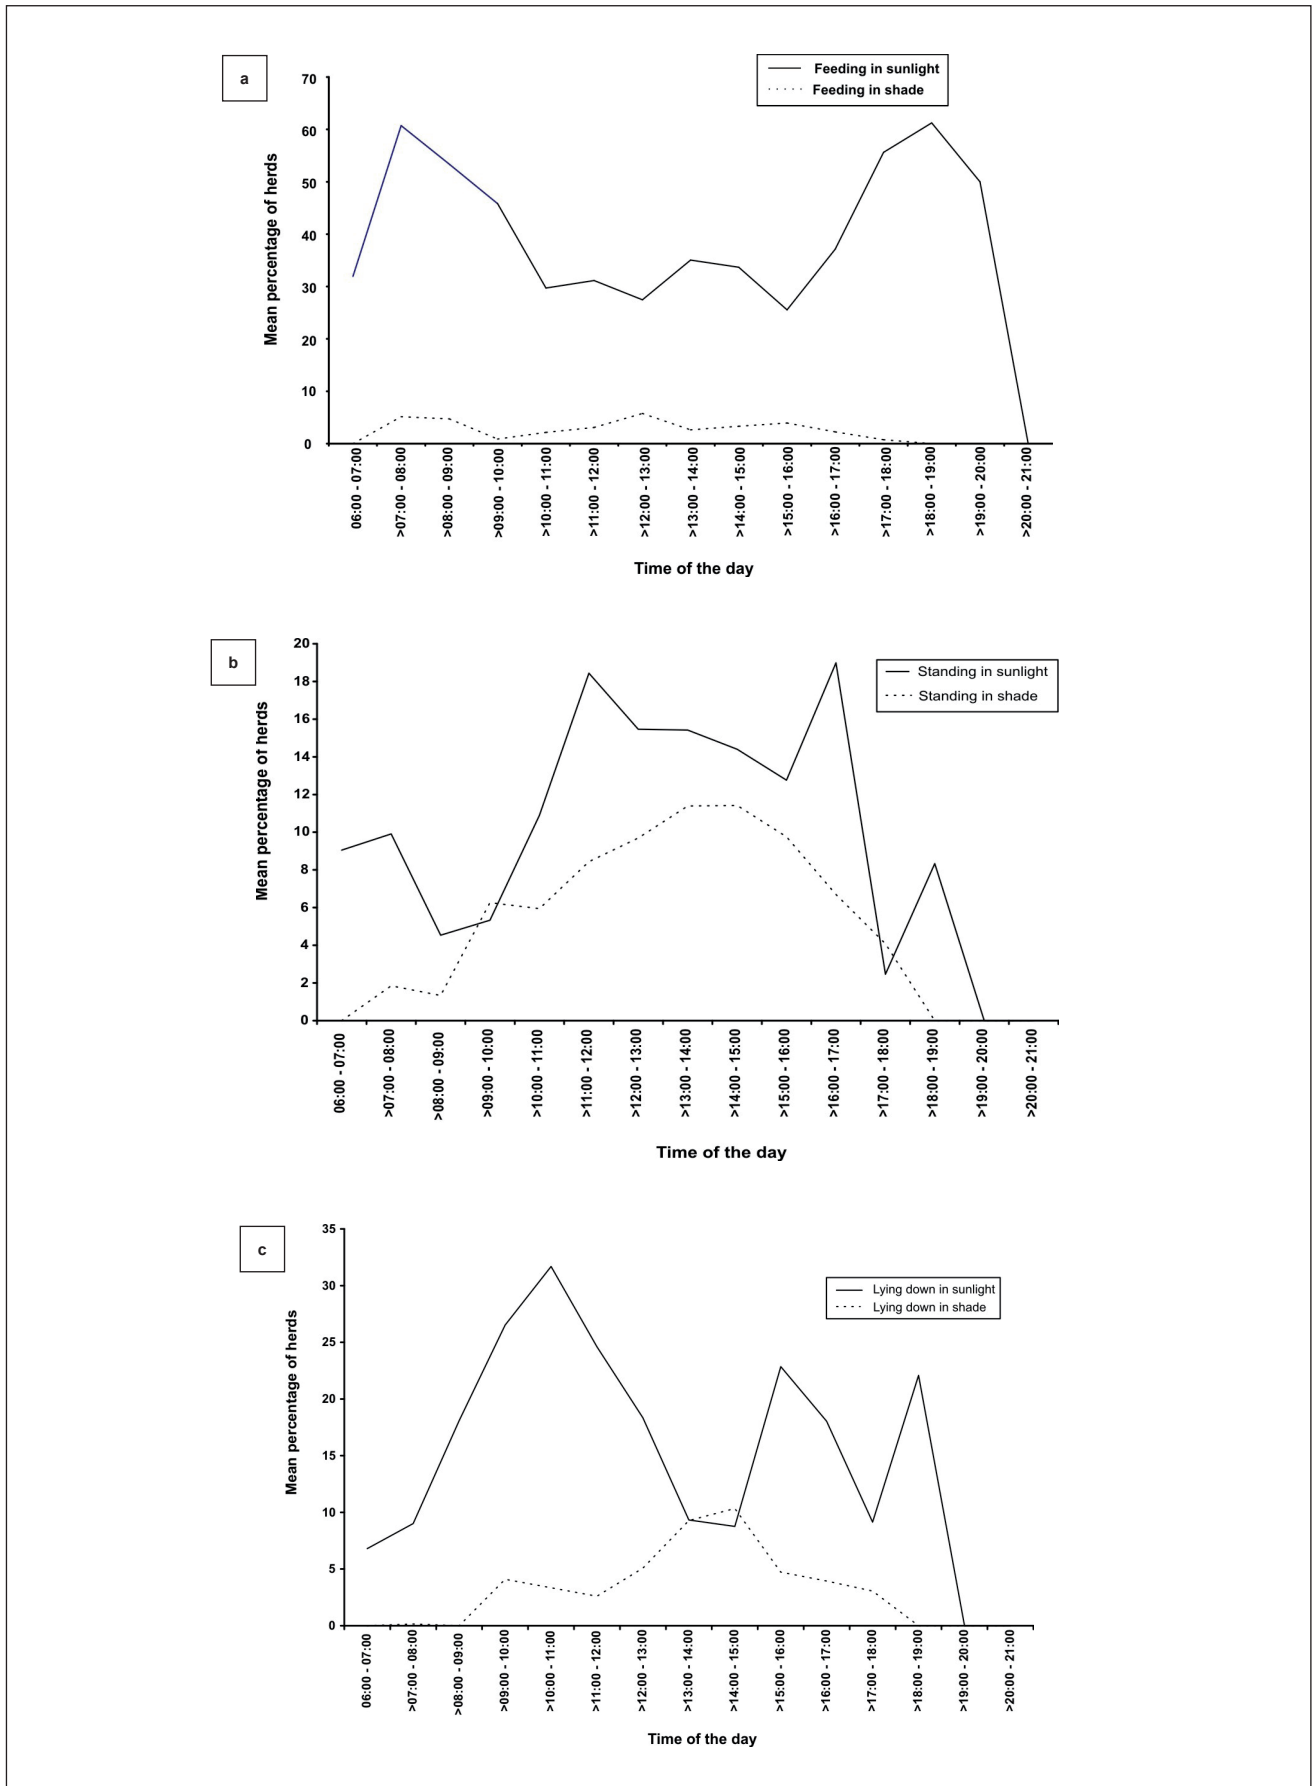 a
Feeding in sunlight
Feeding in shade
Mean percentage of herds
70
60
50
40
30
20
10
0
06:00 - 07:00
>07:00 - 08:00
>08:00 - 09:00
>09:00 - 10:00
>10:00 - 11:00
>11:00 - 12:00
>12:00 - 13:00
>13:00 - 14:00
>14:00 - 15:00
>15:00 - 16:00
>16:00 - 17:00
>17:00 - 18:00
>18:00 - 19:00
>19:00 - 20:00
>20:00 - 21:00
Time of the day
b
Standing in sunlight
Standing in shade
Mean percentage of herds
20
18
16
14
12
10
8
6
4
2
0
06:00 - 07:00
>07:00 - 08:00
>08:00 - 09:00
>09:00 - 10:00
>10:00 - 11:00
>11:00 - 12:00
>12:00 - 13:00
>13:00 - 14:00
>14:00 - 15:00
>15:00 - 16:00
>16:00 - 17:00
>17:00 - 18:00
>18:00 - 19:00
>19:00 - 20:00
>20:00 - 21:00
Time of the day
c
Lying down in sunlight
Lying down in shade
Mean percentage of herds
35
30
25
20
15
10
5
0
06:00 - 07:00
>07:00 - 08:00
>08:00 - 09:00
>09:00 - 10:00
>10:00 - 11:00
>11:00 - 12:00
>12:00 - 13:00
>13:00 - 14:00
>14:00 - 15:00
>15:00 - 16:00
>16:00 - 17:00
>17:00 - 18:00
>18:00 - 19:00
>19:00 - 20:00
>20:00 - 21:00
Time of the day